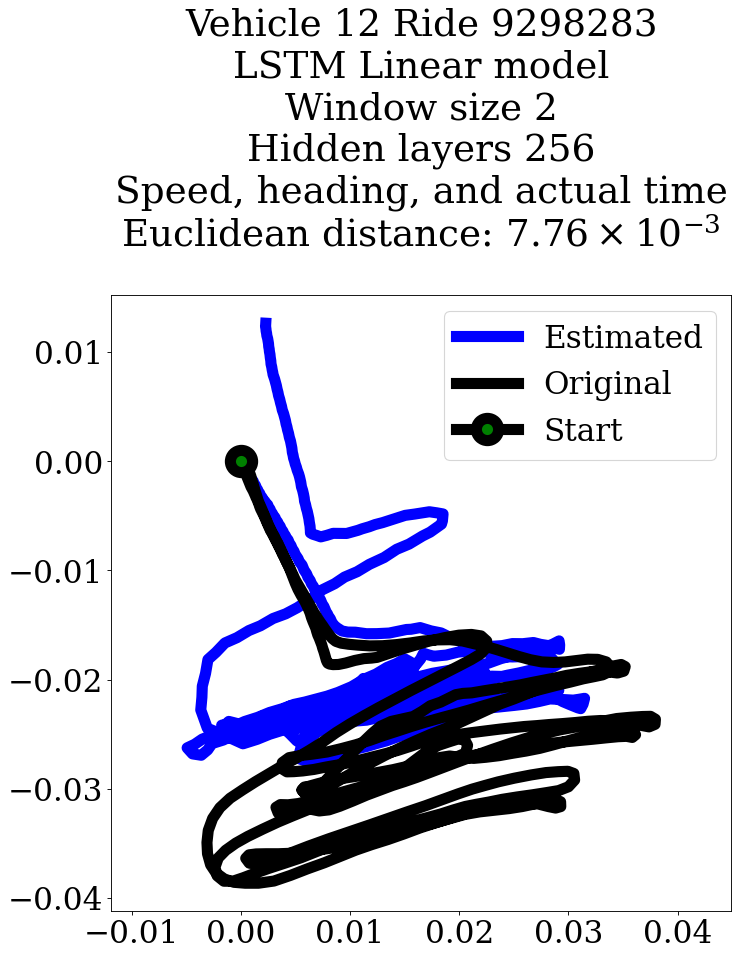 Vehicle 12 Ride 9298283
LSTM Linear model
Window size 2
Hidden layers 256
Speed, heading, and actual time
Euclidean distance: 7.76 × 10⁻³
Estimated
Original
Start
0.01
0.00
−0.01
−0.02
−0.03
−0.04
−0.01 0.00 0.01 0.02 0.03 0.04